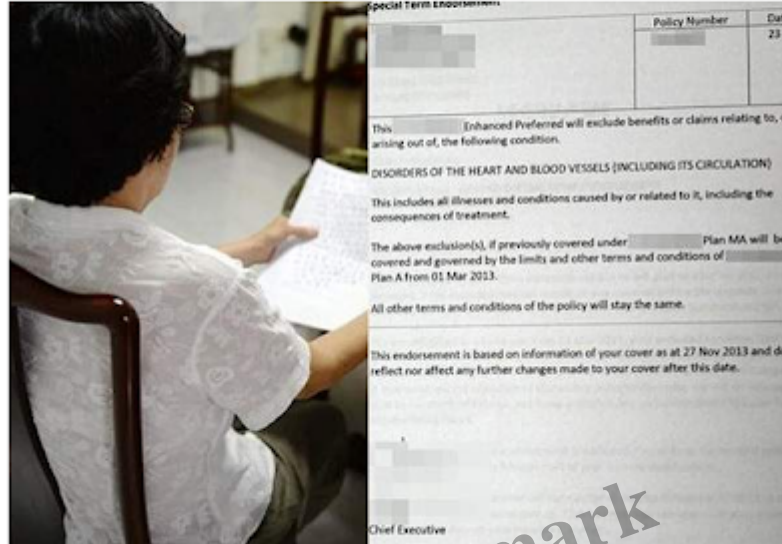 Special Term Endorsement
Policy Number
23
This Enhanced Preferred will exclude benefits or claims relating to,
arising out of, the following condition.
DISORDERS OF THE HEART AND BLOOD VESSELS (INCLUDING ITS CIRCULATION)
This includes all illnesses and conditions caused by or related to it, including the
consequences of treatment.
The above exclusion(s), if previously covered under Plan MA will be
covered and governed by the limits and other terms and conditions of
Plan A from 01 Mar 2013.
All other terms and conditions of the policy will stay the same.
This endorsement is based on information of your cover as at 27 Nov 2013 and
reflect nor affect any further changes made to your cover after this date.
Chief Executive
mark